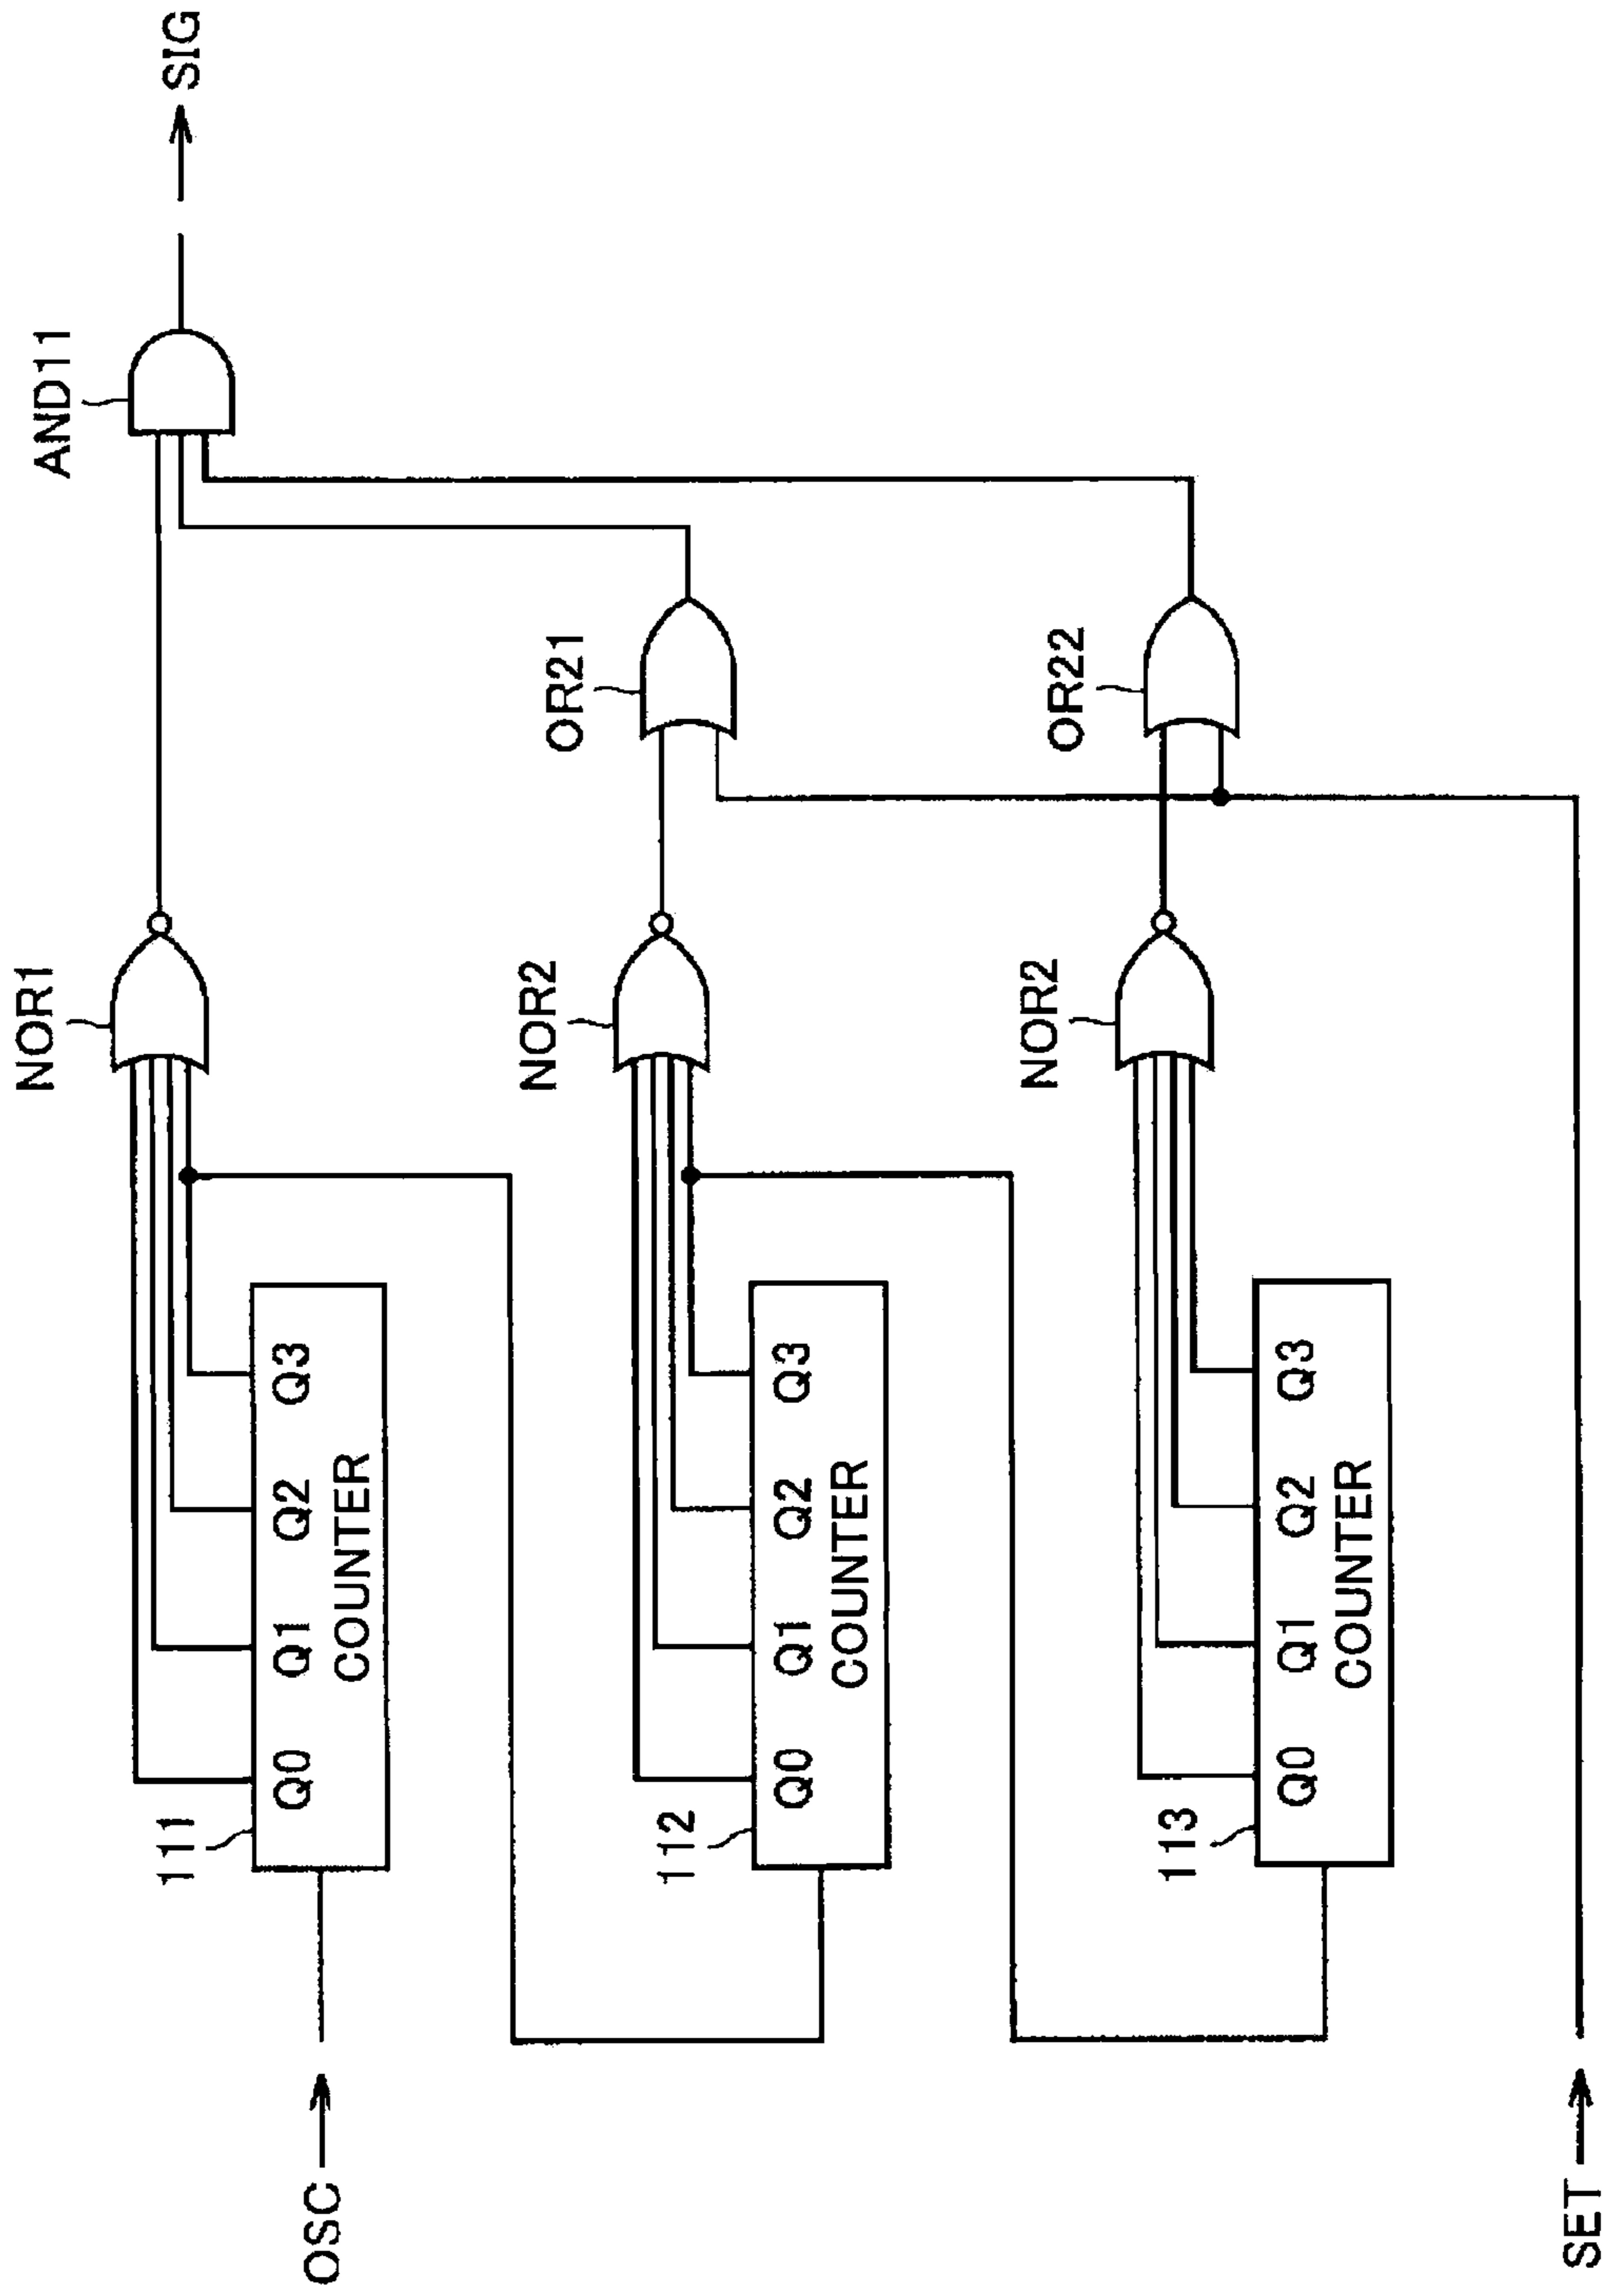 OSC
111
Q0 Q1 Q2 Q3
COUNTER
NOR1
AND11
SIG
112
Q0 Q1 Q2 Q3
COUNTER
NOR2
OR21
113
Q0 Q1 Q2 Q3
COUNTER
NOR2
OR22
SET